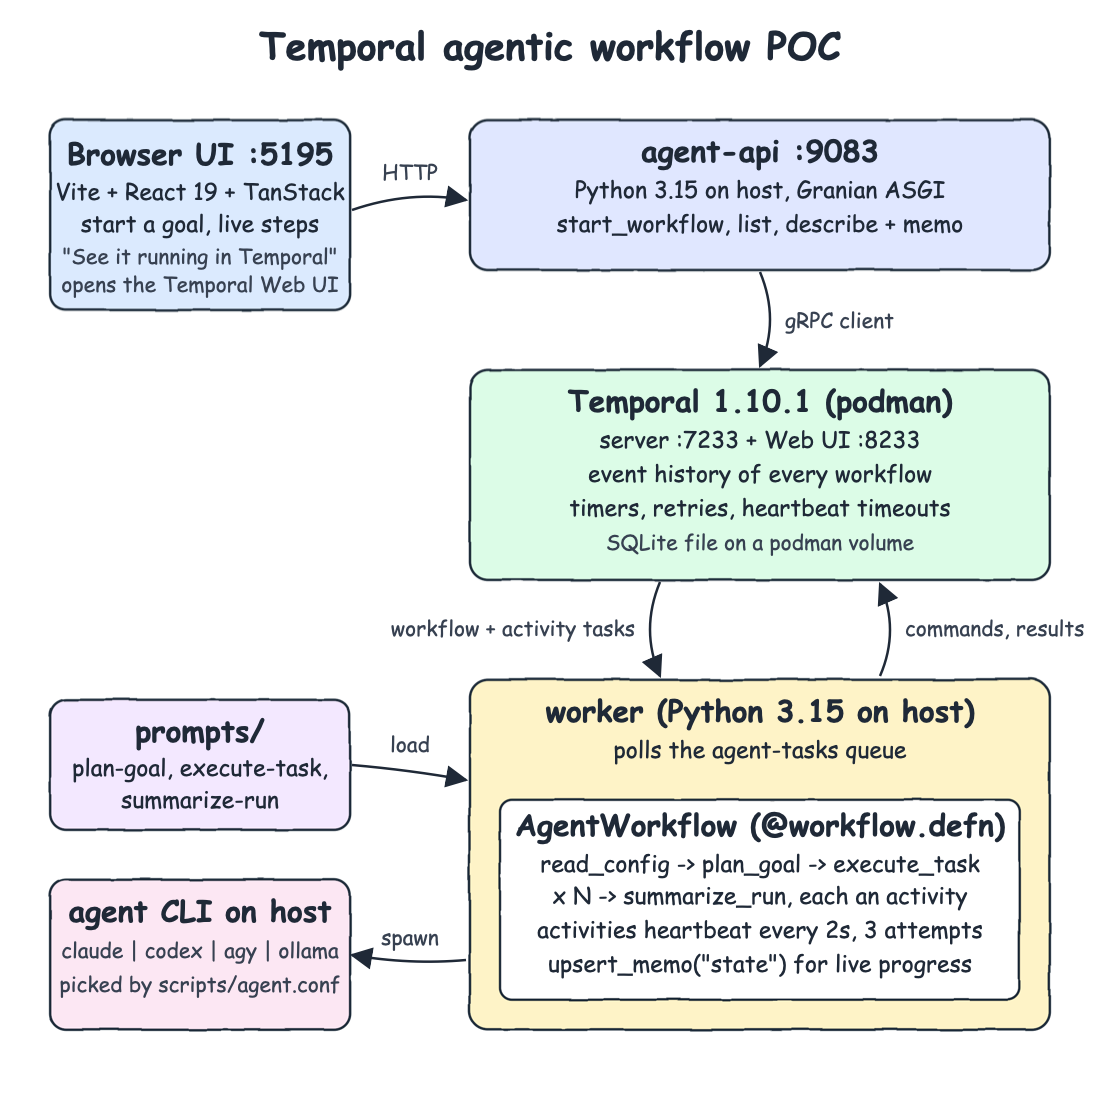 Temporal agentic workflow POC
Browser UI :5195
Vite + React 19 + TanStack
start a goal, live steps
"See it running in Temporal"
opens the Temporal Web UI
HTTP
agent-api :9083
Python 3.15 on host, Granian ASGI
start_workflow, list, describe + memo
gRPC client
Temporal 1.10.1 (podman)
server :7233 + Web UI :8233
event history of every workflow
timers, retries, heartbeat timeouts
SQLite file on a podman volume
workflow + activity tasks
commands, results
prompts/
plan-goal, execute-task,
summarize-run
load
worker (Python 3.15 on host)
polls the agent-tasks queue
AgentWorkflow (@workflow.defn)
read_config -> plan_goal -> execute_task
x N -> summarize_run, each an activity
activities heartbeat every 2s, 3 attempts
upsert_memo("state") for live progress
agent CLI on host
claude | codex | agy | ollama
picked by scripts/agent.conf
spawn